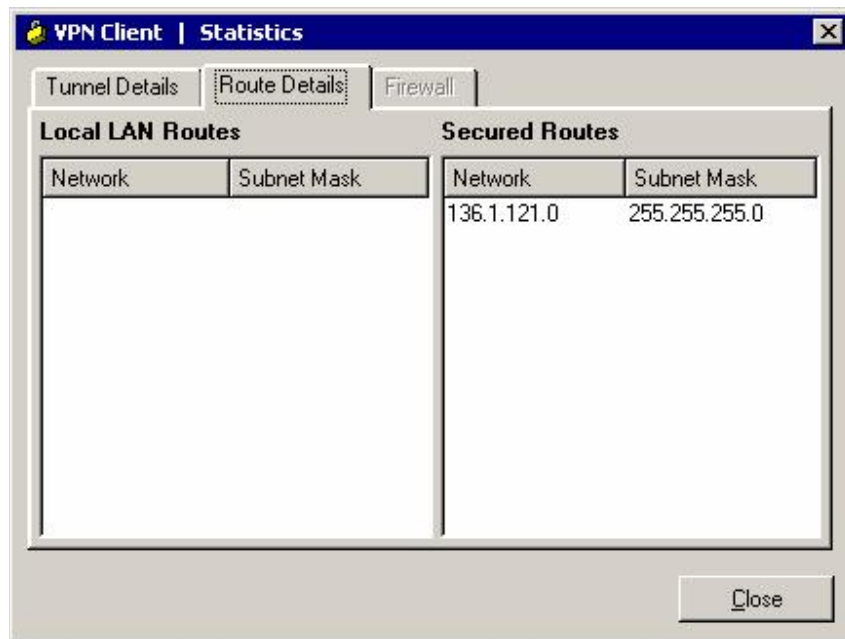 VPN Client | Statistics
Tunnel Details Route Details Firewall
Local LAN Routes Secured Routes
Network Subnet Mask Network Subnet Mask
136.1.121.0 255.255.255.0
Close